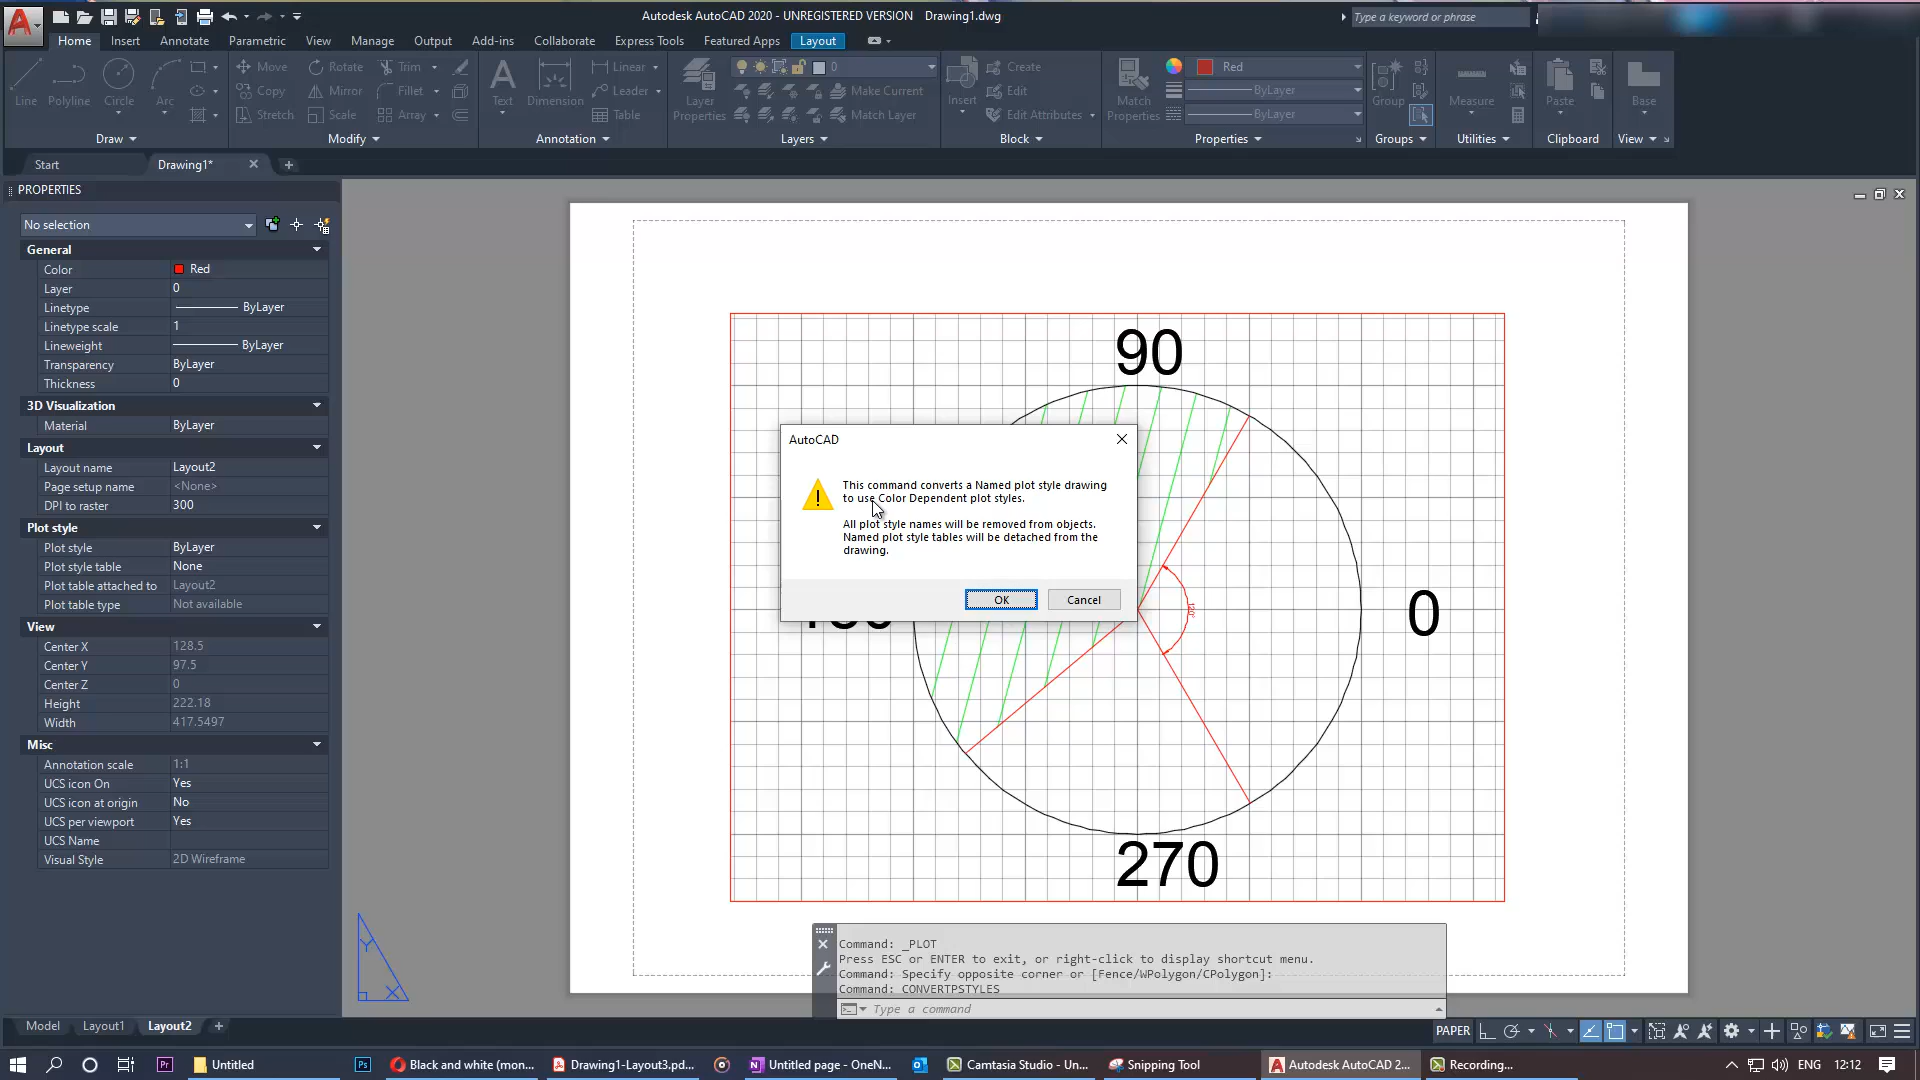 Autodesk AutoCAD 2020 - UNREGISTERED VERSION Drawing1.dwg
Type a keyword or phrase
Home Insert Annotate Parametric View Manage Output Add-ins Collaborate Express Tools Featured Apps Layout
Line Polyline Circle Arc
Move Rotate Trim
Copy Mirror Fillet
Stretch Scale Array
Text Dimension
Linear
Leader
Table
Layer Properties
0
Make Current
Match Layer
Insert
Create
Edit
Edit Attributes
Match Properties
Red
ByLayer
ByLayer
Group
Measure
Paste
Base
Draw Modify Annotation Layers Block Properties Groups Utilities Clipboard View
Start Drawing1*
PROPERTIES
No selection
General
Color Red
Layer 0
Linetype ByLayer
Linetype scale 1
Lineweight ByLayer
Transparency ByLayer
Thickness 0
3D Visualization
Material ByLayer
Layout
Layout name Layout2
Page setup name <None>
DPI to raster 300
Plot style
Plot style ByLayer
Plot style table None
Plot table attached to Layout2
Plot table type Not available
View
Center X 128.5
Center Y 97.5
Center Z 0
Height 222.18
Width 417.5497
Misc
Annotation scale 1:1
UCS icon On Yes
UCS icon at origin No
UCS per viewport Yes
UCS Name
Visual Style 2D Wireframe
90
0
270
120°
AutoCAD
This command converts a Named plot style drawing
to use Color Dependent plot styles.
All plot style names will be removed from objects.
Named plot style tables will be detached from the
drawing.
OK Cancel
Y
X
Command: _PLOT
Press ESC or ENTER to exit, or right-click to display shortcut menu.
Command: Specify opposite corner or [Fence/WPolygon/CPolygon]:
Command: CONVERTPSTYLES
Type a command
Model Layout1 Layout2
PAPER
Pr
Untitled
Ps
Black and white (mon...
Drawing1-Layout3.pd...
Untitled page - OneN...
Camtasia Studio - Un...
Snipping Tool
Autodesk AutoCAD 2...
Recording...
ENG 12:12